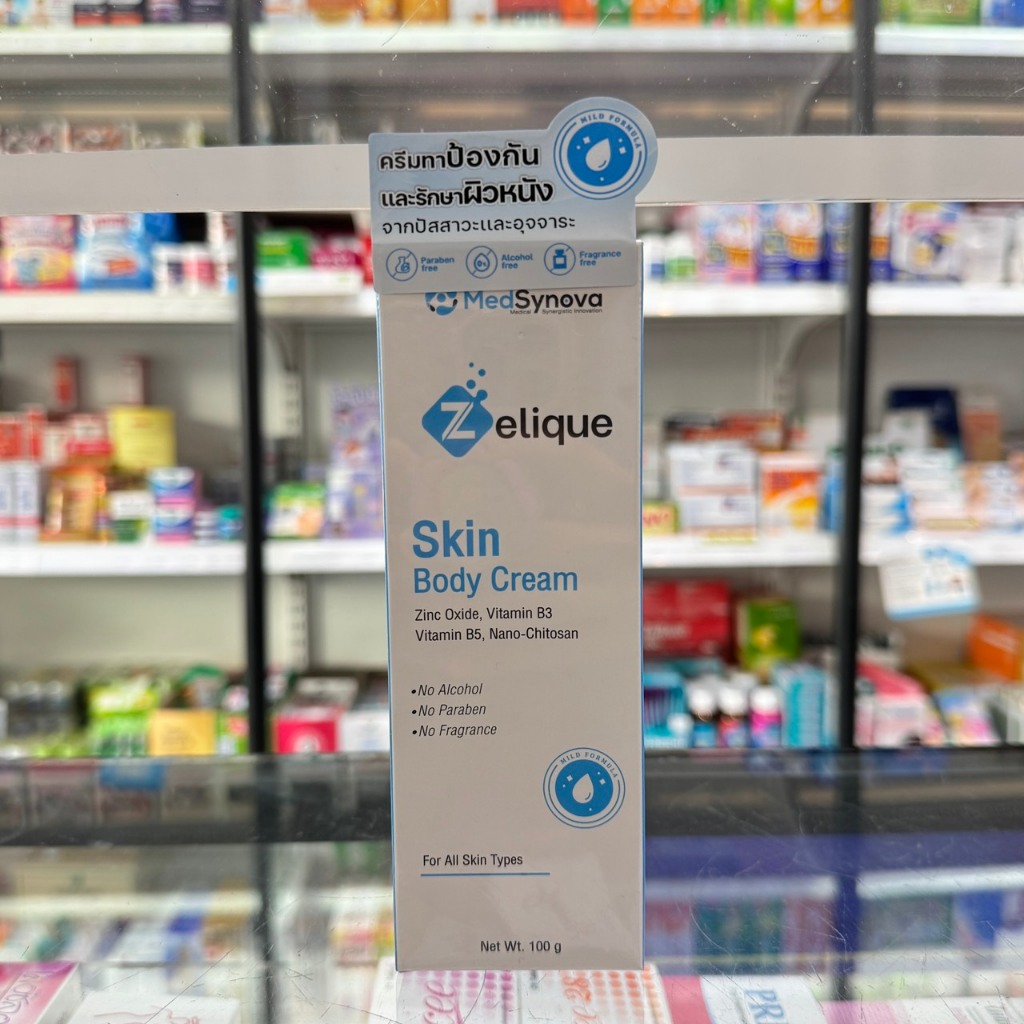 MILD FORMULA
ครีมทาป้องกัน
และรักษาผิวหนัง
จากปัสสาวะและอุจจาระ
Paraben free
0%
Alcohol free
Fragrance free
MedSynova
Medical Synergistic Innovation
Zelique
Skin
Body Cream
Zinc Oxide, Vitamin B3
Vitamin B5, Nano-Chitosan
•No Alcohol
•No Paraben
•No Fragrance
MILD FORMULA
For All Skin Types
Net Wt. 100 g